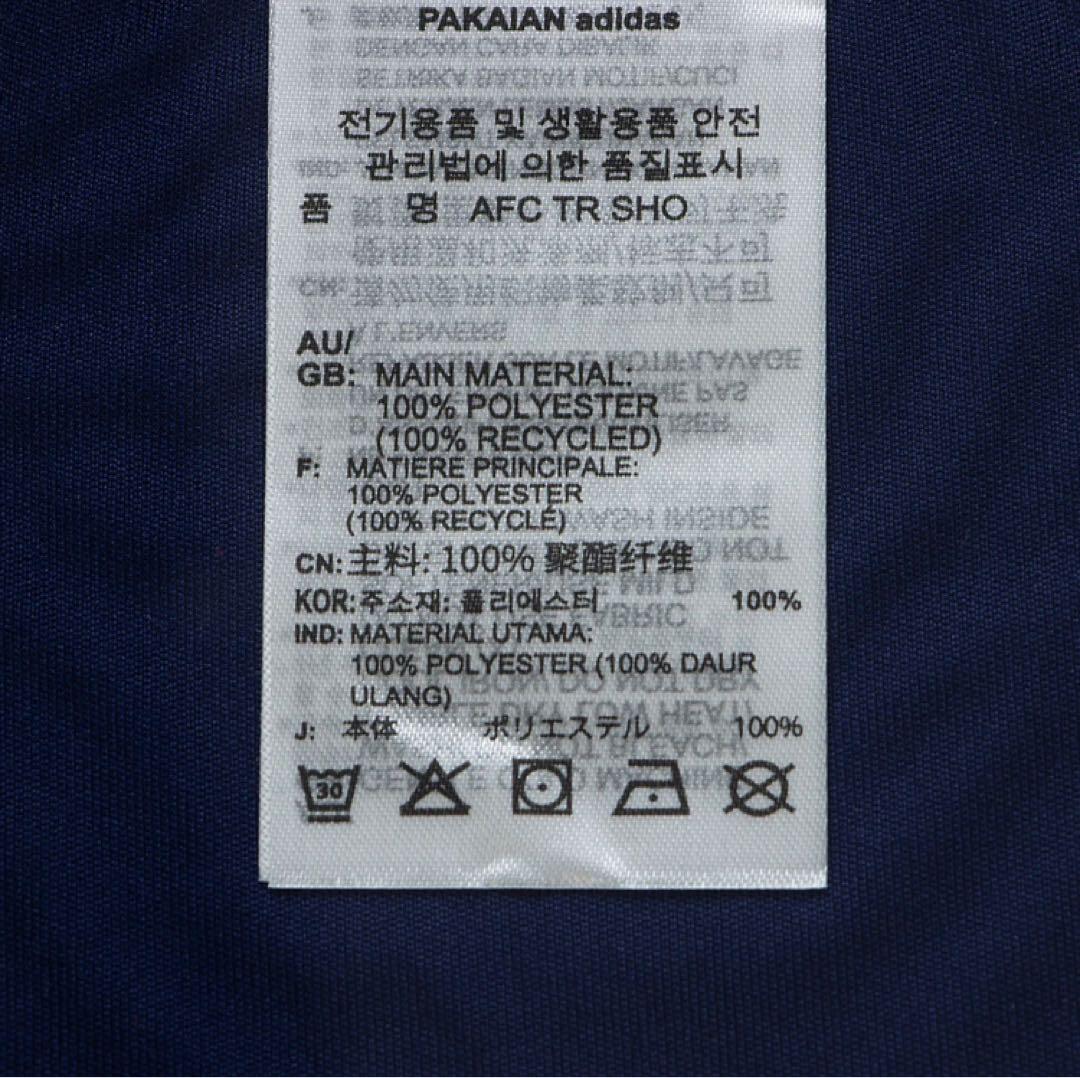 PAKAIAN adidas
전기용품 및 생활용품 안전
관리법에 의한 품질표시
품 명 AFC TR SHO
AU/
GB: MAIN MATERIAL:
100% POLYESTER
(100% RECYCLED)
F: MATIERE PRINCIPALE:
100% POLYESTER
(100% RECYCLÉ)
CN: 主料: 100% 聚酯纤维
KOR: 주소재: 폴리에스터 100%
IND: MATERIAL UTAMA:
100% POLYESTER (100% DAUR
ULANG)
J: 本体 ポリエステル 100%
30